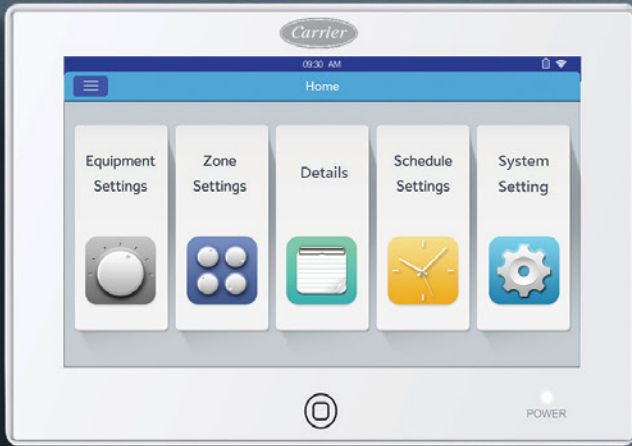 Carrier
09:30 AM
Home
Equipment
Settings
Zone
Settings
Details
Schedule
Settings
System
Setting
POWER